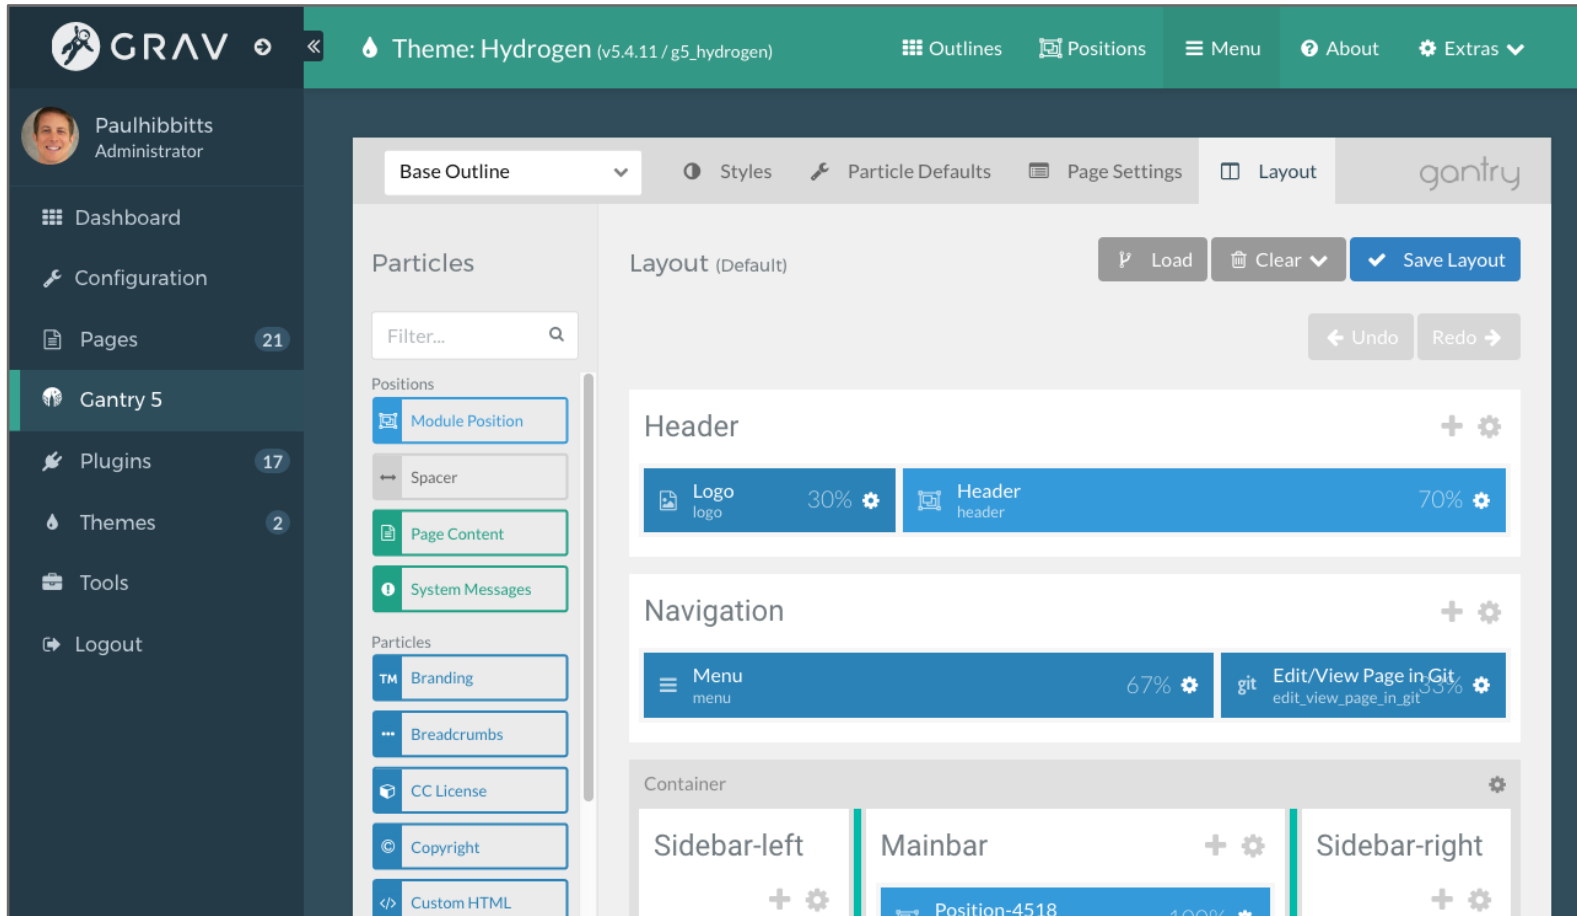 GRAV
Theme: Hydrogen (v5.4.11 / g5_hydrogen)
Outlines
Positions
Menu
About
Extras
Paulhibbitts
Administrator
Dashboard
Configuration
Pages 21
Gantry 5
Plugins 17
Themes 2
Tools
Logout
Base Outline
Styles
Particle Defaults
Page Settings
Layout
gantry
Particles
Filter...
Positions
Module Position
Spacer
Page Content
System Messages
Particles
TM Branding
Breadcrumbs
CC License
© Copyright
</> Custom HTML
Layout (Default)
Load
Clear
Save Layout
Undo
Redo
Header
Logo
logo
30%
Header
header
70%
Navigation
Menu
menu
67%
git
Edit/View Page in Git
edit_view_page_in_git
33%
Container
Sidebar-left
Mainbar
Position-4518
100%
Sidebar-right